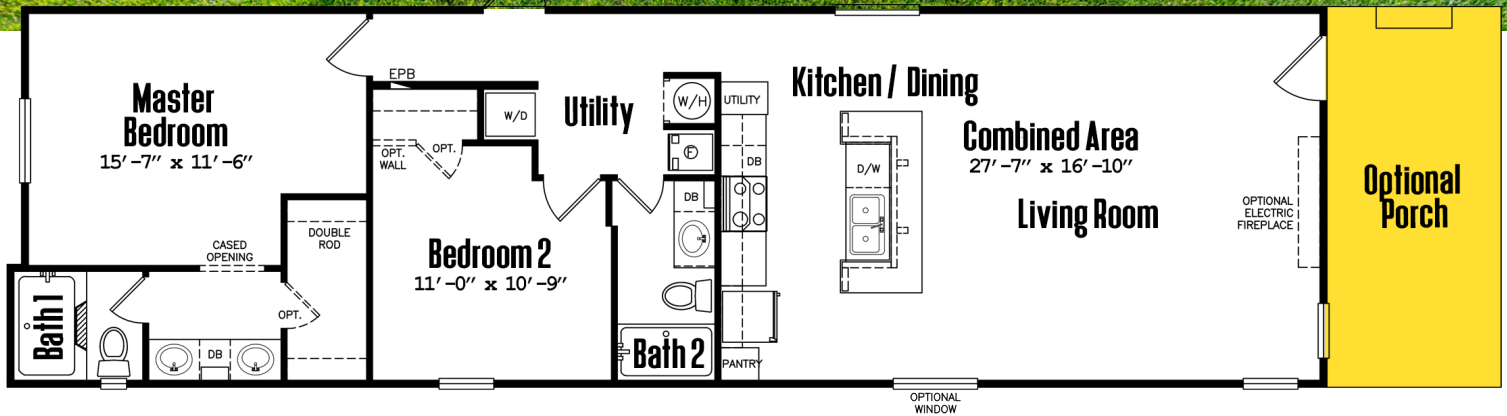 Master
Bedroom
15'-7" x 11'-6"
EPB
OPT.
WALL
OPT.
W/D
Utility
W/H
F
UTILITY
DB
Kitchen / Dining
Combined Area
27'-7" x 16'-10"
Living Room
D/W
OPTIONAL
ELECTRIC
FIREPLACE
Optional
Porch
CASED
OPENING
DOUBLE
ROD
OPT.
Bedroom 2
11'-0" x 10'-9"
DB
Bath 1
DB
Bath 2
PANTRY
OPTIONAL
WINDOW